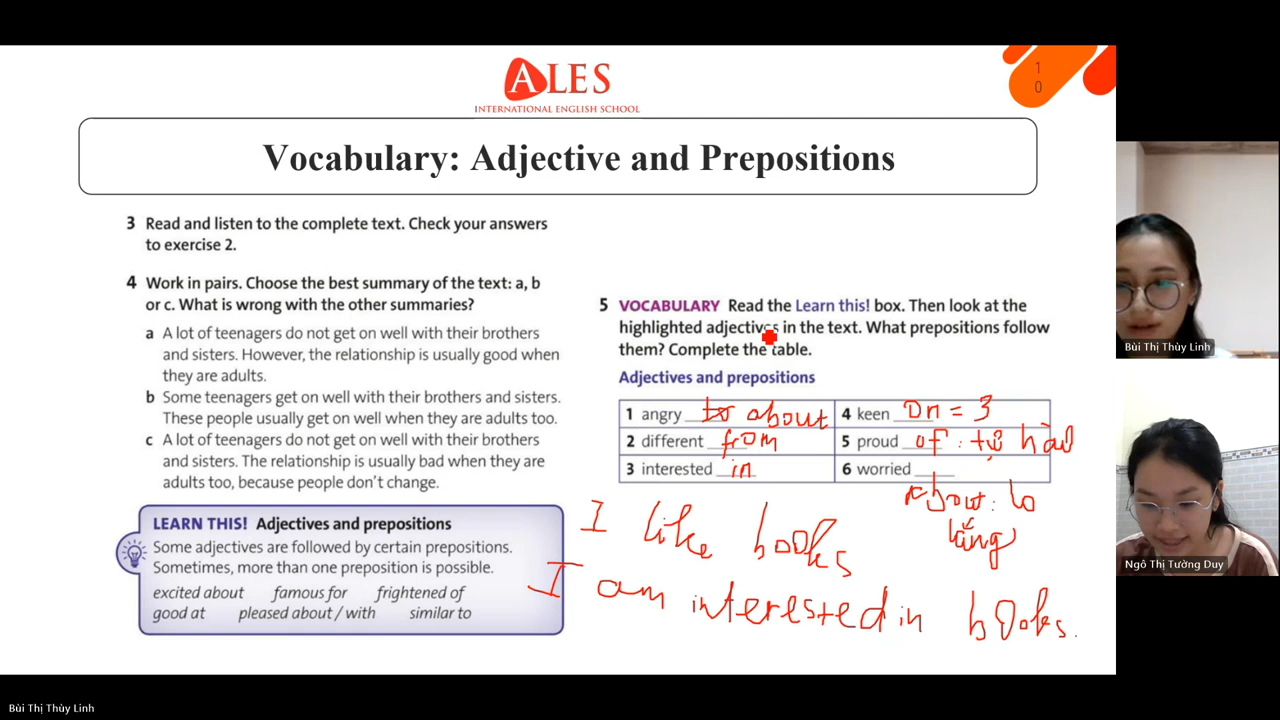 ALES
INTERNATIONAL ENGLISH SCHOOL
1
0
Vocabulary: Adjective and Prepositions
3 Read and listen to the complete text. Check your answers
to exercise 2.
4 Work in pairs. Choose the best summary of the text: a, b
or c. What is wrong with the other summaries?
a A lot of teenagers do not get on well with their brothers
and sisters. However, the relationship is usually good when
they are adults.
b Some teenagers get on well with their brothers and sisters.
These people usually get on well when they are adults too.
c A lot of teenagers do not get on well with their brothers
and sisters. The relationship is usually bad when they are
adults too, because people don't change.
LEARN THIS! Adjectives and prepositions
Some adjectives are followed by certain prepositions.
Sometimes, more than one preposition is possible.
excited about famous for frightened of
good at pleased about / with similar to
5 VOCABULARY Read the Learn this! box. Then look at the
highlighted adjectives in the text. What prepositions follow
them? Complete the table.
Adjectives and prepositions
1 angry about 4 keen on = 3
2 different from 5 proud of : tự hào
3 interested in 6 worried ____
about: lo
lắng
I like books
I am interested in books.
Bùi Thị Thùy Linh
Ngô Thị Tường Duy
Bùi Thị Thùy Linh